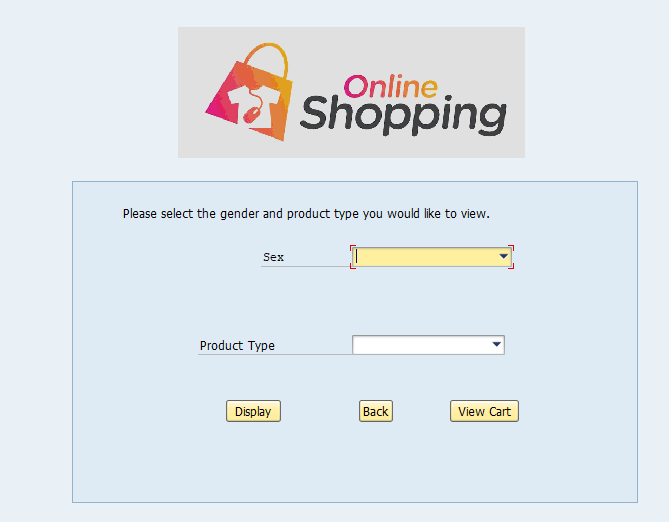 Online
Shopping
Please select the gender and product type you would like to view.
Sex
Product Type
Display Back View Cart